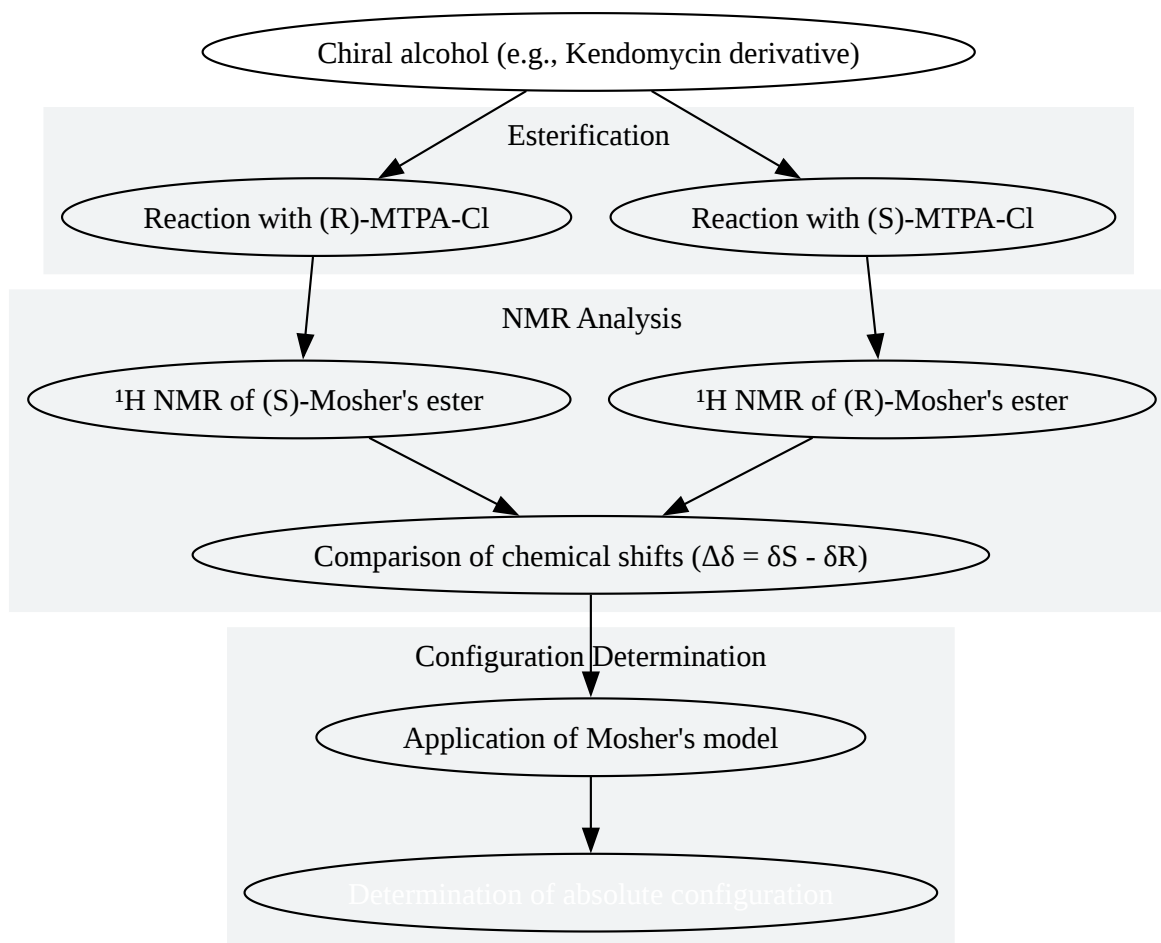 Chiral alcohol (e.g., Kendomycin derivative)
Esterification
Reaction with (R)-MTPA-Cl
Reaction with (S)-MTPA-Cl
NMR Analysis
¹H NMR of (S)-Mosher's ester
¹H NMR of (R)-Mosher's ester
Comparison of chemical shifts (Δδ = δS - δR)
Configuration Determination
Application of Mosher's model
Determination of absolute configuration